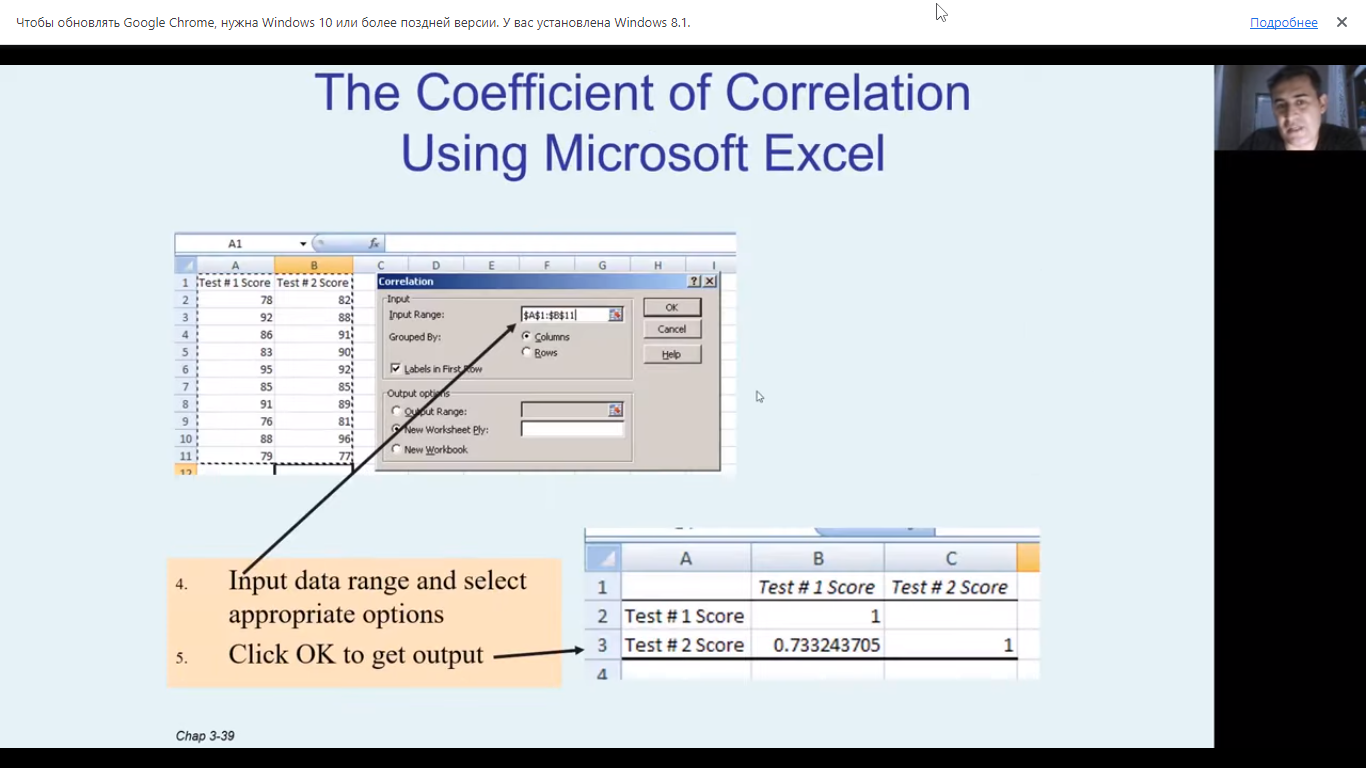 Чтобы обновлять Google Chrome, нужна Windows 10 или более поздней версии. У вас установлена Windows 8.1.
Подробнее
The Coefficient of Correlation
Using Microsoft Excel
A1
fx
A B C D E F G H I
1 Test # 1 Score Test # 2 Score
2 78 82
3 92 88
4 86 91
5 83 90
6 95 92
7 85 85
8 91 89
9 76 81
10 88 96
11 79 77
12
Correlation
Input
Input Range: $A$1:$B$11
Grouped By: Columns
Rows
Labels in First Row
Output options
Output Range:
New Worksheet Ply:
New Workbook
OK
Cancel
Help
4. Input data range and select
appropriate options
5. Click OK to get output
A B C
1 Test # 1 Score Test # 2 Score
2 Test # 1 Score 1
3 Test # 2 Score 0.733243705 1
4
Chap 3-39